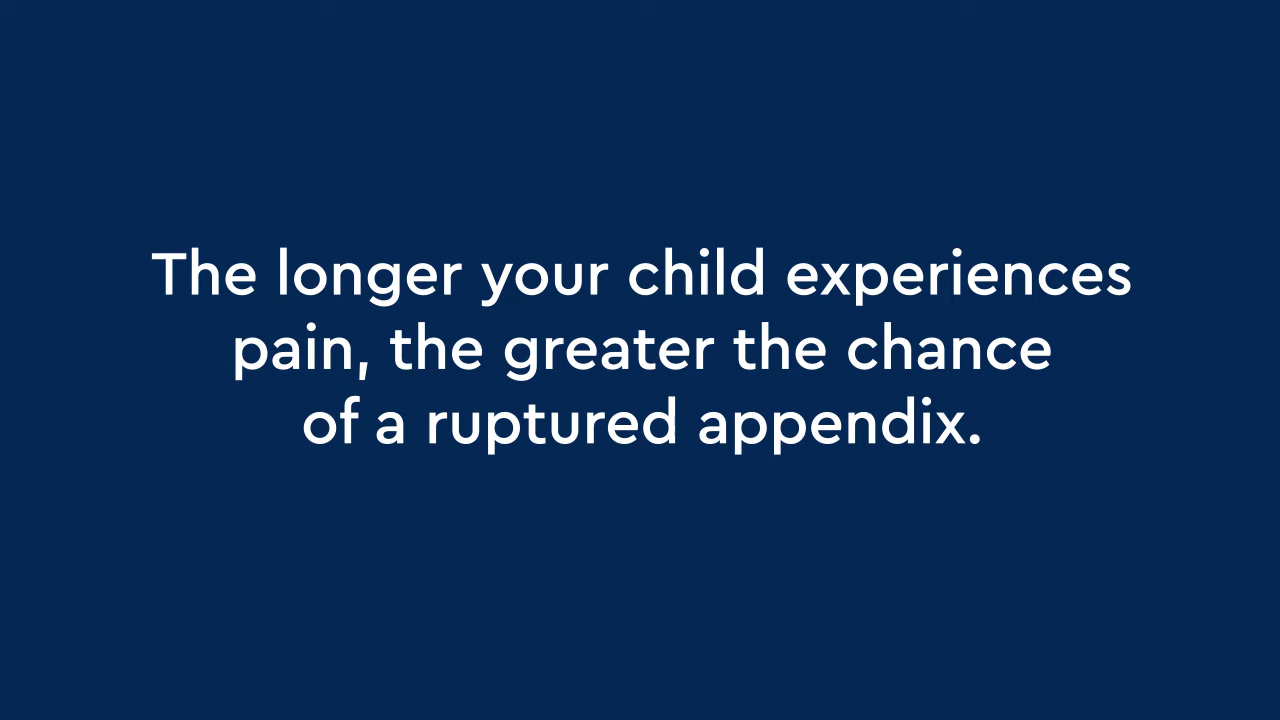 The longer your child experiences
pain, the greater the chance
of a ruptured appendix.